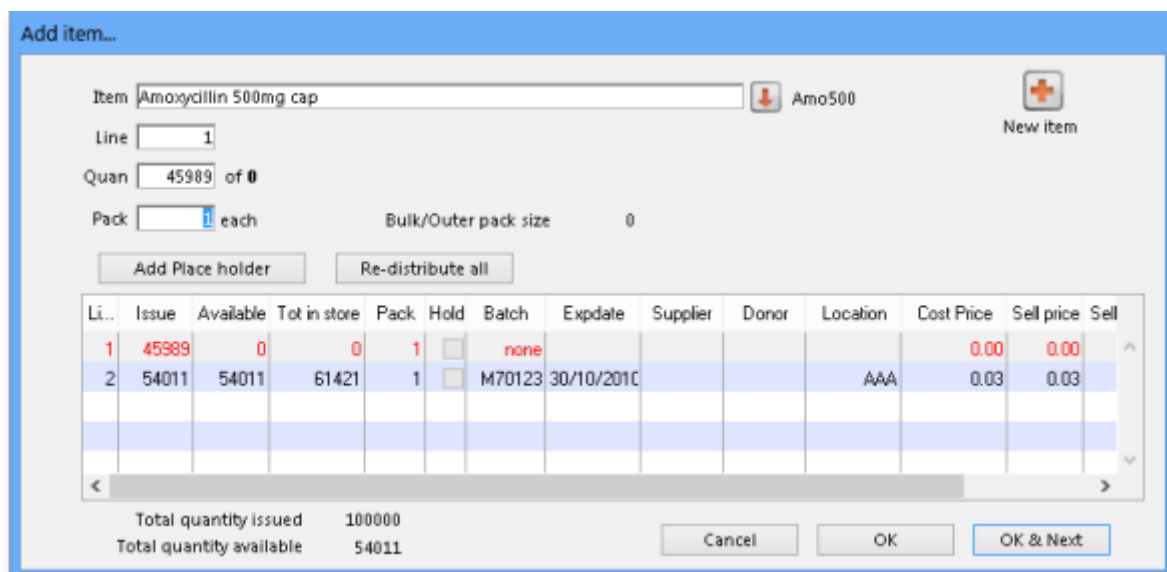 Add item...
Item Amoxycillin 500mg cap Amo500
New item
Line 1
Quan 45989 of 0
Pack 1 each Bulk/Outer pack size 0
Add Place holder Re-distribute all
Li... Issue Available Tot in store Pack Hold Batch Expdate Supplier Donor Location Cost Price Sell price Sell
1 45989 0 0 1 none 0.00 0.00
2 54011 54011 61421 1 M70123 30/10/201 AAA 0.03 0.03
Total quantity issued 100000
Total quantity available 54011
Cancel OK OK & Next